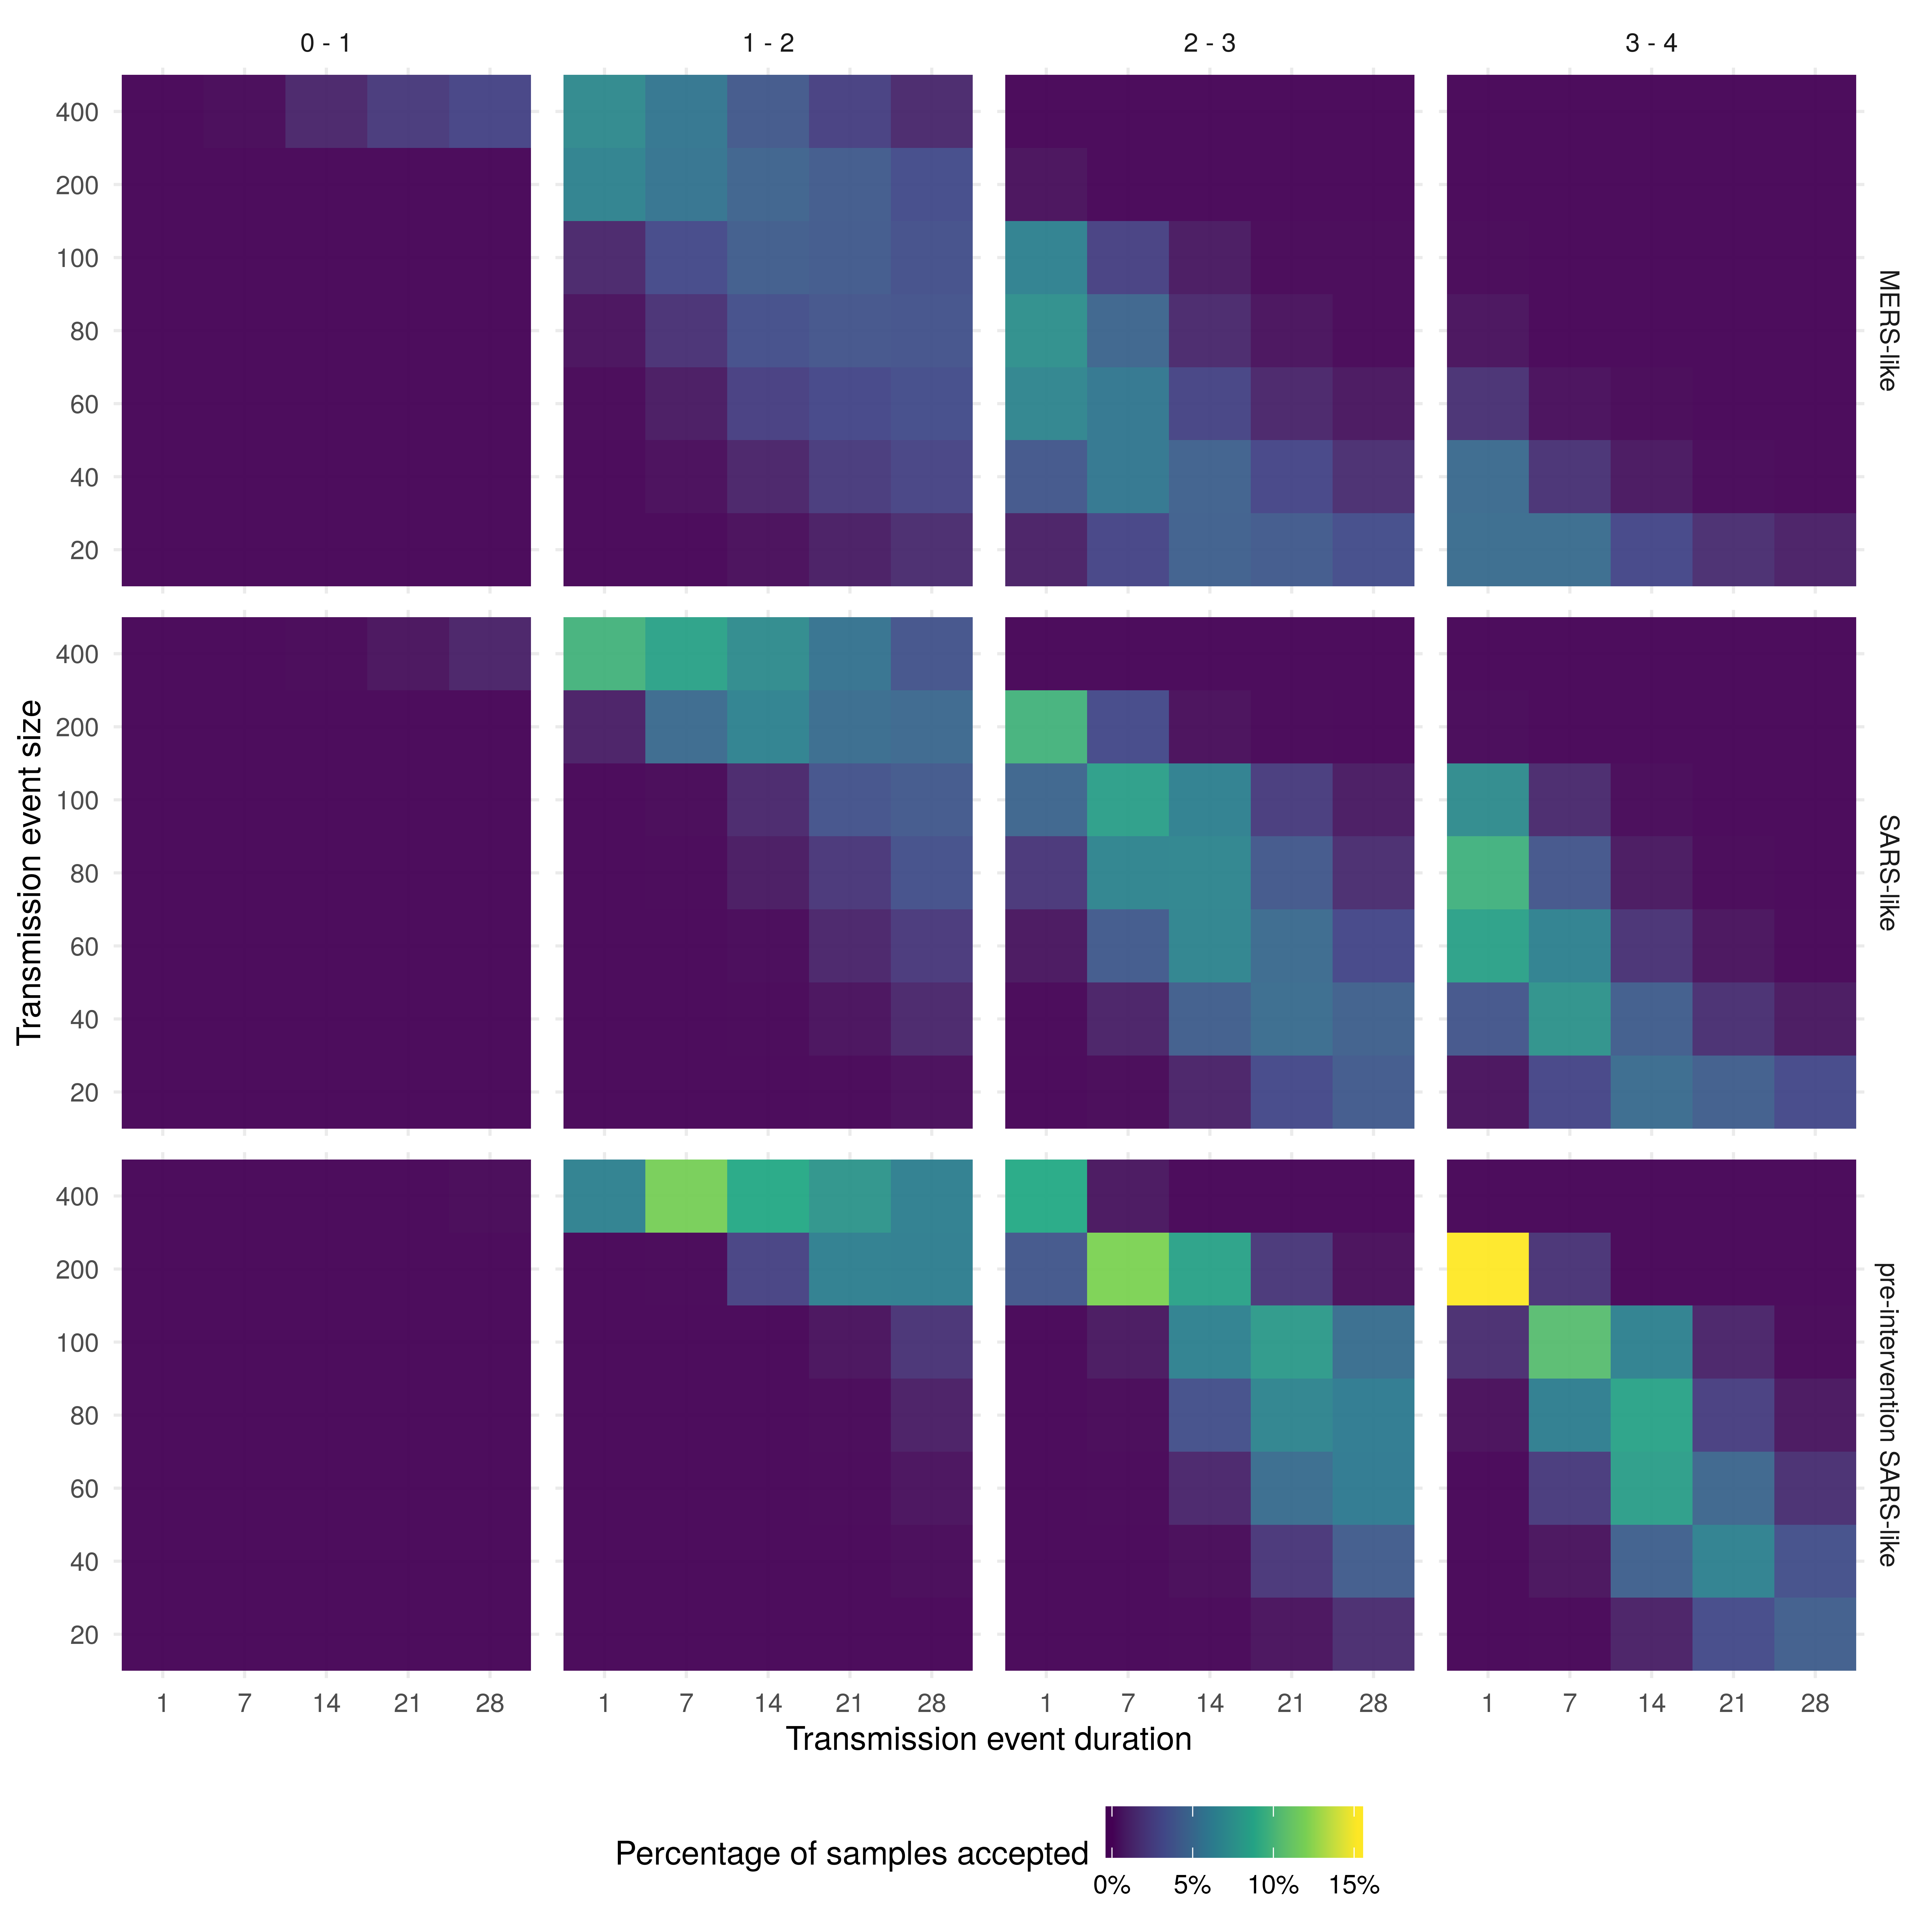 0 - 1 1 - 2 2 - 3 3 - 4
400
200
100
80
60
40
20
MERS-like
Transmission event size
400
200
100
80
60
40
20
SARS-like
400
200
100
80
60
40
20
pre-intervention SARS-like
1 7 14 21 28 1 7 14 21 28 1 7 14 21 28 1 7 14 21 28
Transmission event duration
Percentage of samples accepted
0% 5% 10% 15%